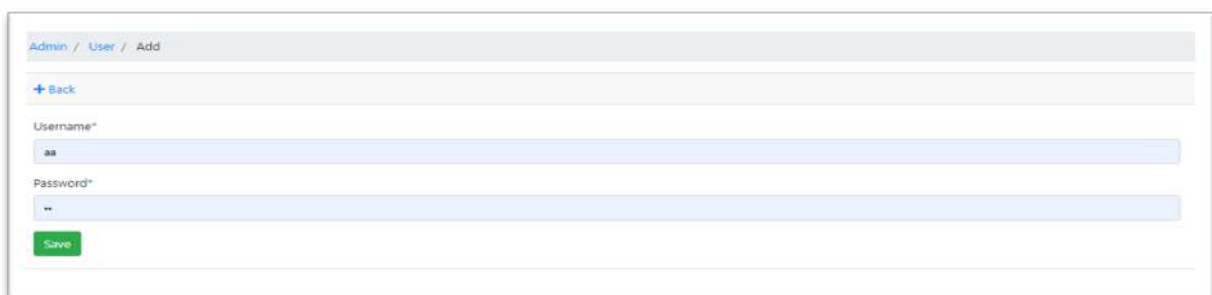 Admin / User / Add
+ Back
Username*
aa
Password*
••
Save